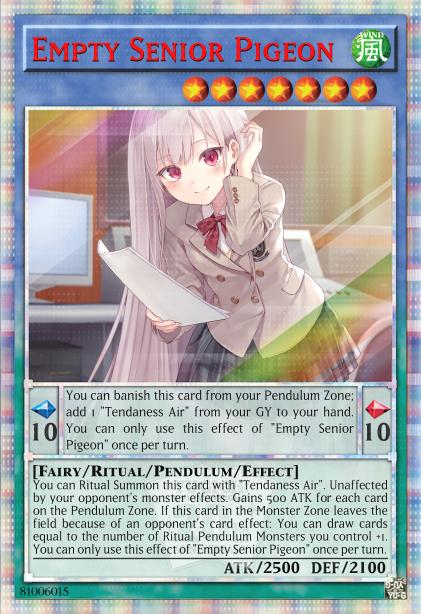 EMPTY SENIOR PIGEON
WIND
風
You can banish this card from your Pendulum Zone;
add 1 "Tendaness Air" from your GY to your hand.
You can only use this effect of "Empty Senior
Pigeon" once per turn.
10
10
[FAIRY/RITUAL/PENDULUM/EFFECT]
You can Ritual Summon this card with "Tendaness Air". Unaffected
by your opponent's monster effects. Gains 500 ATK for each card
on the Pendulum Zone. If this card in the Monster Zone leaves the
field because of an opponent's card effect: You can draw cards
equal to the number of Ritual Pendulum Monsters you control +1.
You can only use this effect of "Empty Senior Pigeon" once per turn.
ATK/2500 DEF/2100
81006015